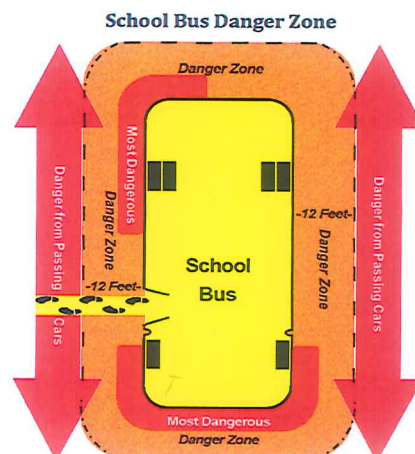 School Bus Danger Zone
Danger Zone
Most Dangerous
Danger from Passing Cars
Danger Zone
-12 Feet-
-12 Feet-
Danger Zone
Danger from Passing Cars
School
Bus
Most Dangerous
Danger Zone